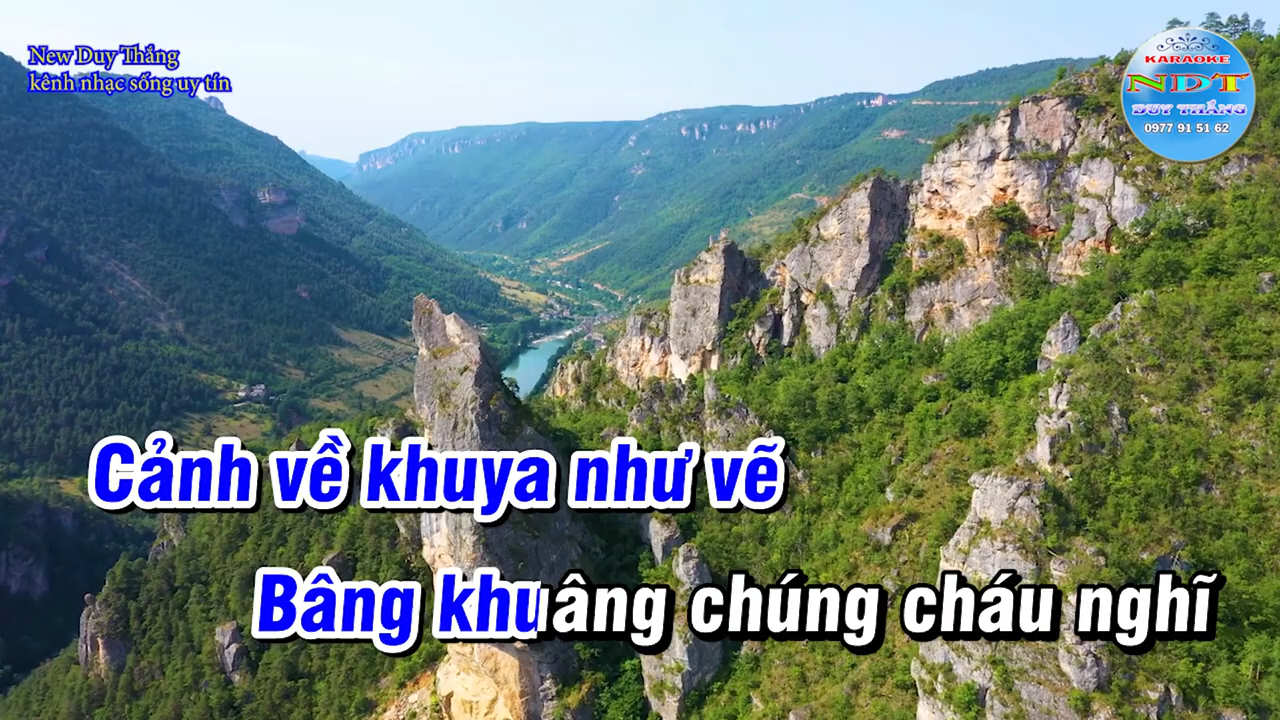 New Duy Thắng
kênh nhạc sống uy tín
KARAOKE
NDT
DUY THẮNG
0977 91 51 62
Cảnh về khuya như vẽ
Bâng khuâng chúng cháu nghĩ